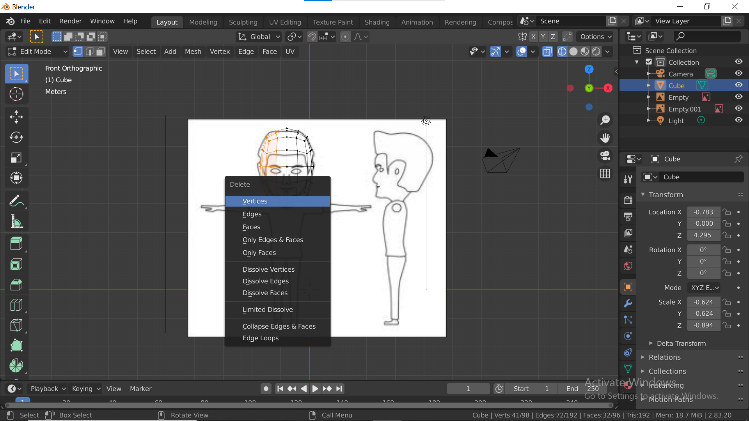 Blender
File Edit Render Window Help Layout Modeling Sculpting UV Editing Texture Paint Shading Animation Rendering Compos Scene View Layer
Global Options
Edit Mode View Select Add Mesh Vertex Edge Face UV X Y Z
Front Orthographic
(1) Cube
Meters
Scene Collection
Collection
Camera
Cube
Empty
Empty.001
Light
Delete
Vertices
Edges
Faces
Only Edges & Faces
Only Faces
Dissolve Vertices
Dissolve Edges
Dissolve Faces
Limited Dissolve
Collapse Edges & Faces
Edge Loops
Cube
Cube
Transform
Location X -0.783
Y -0.000
Z 4.295
Rotation X 0°
Y 0°
Z 0°
Mode XYZ E...
Scale X -0.624
Y 0.624
Z -0.894
Delta Transform
Relations
Collections
Instancing
Motion Paths
Activate Windows
Go to Settings to activate Windows.
Playback Keying View Marker 1 Start 1 End 250
Select Box Select Rotate View Call Menu Cube | Verts:41/98 | Edges:72/192 | Faces:32/96 | Tris:192 | Mem: 18.7 MiB | 2.83.20